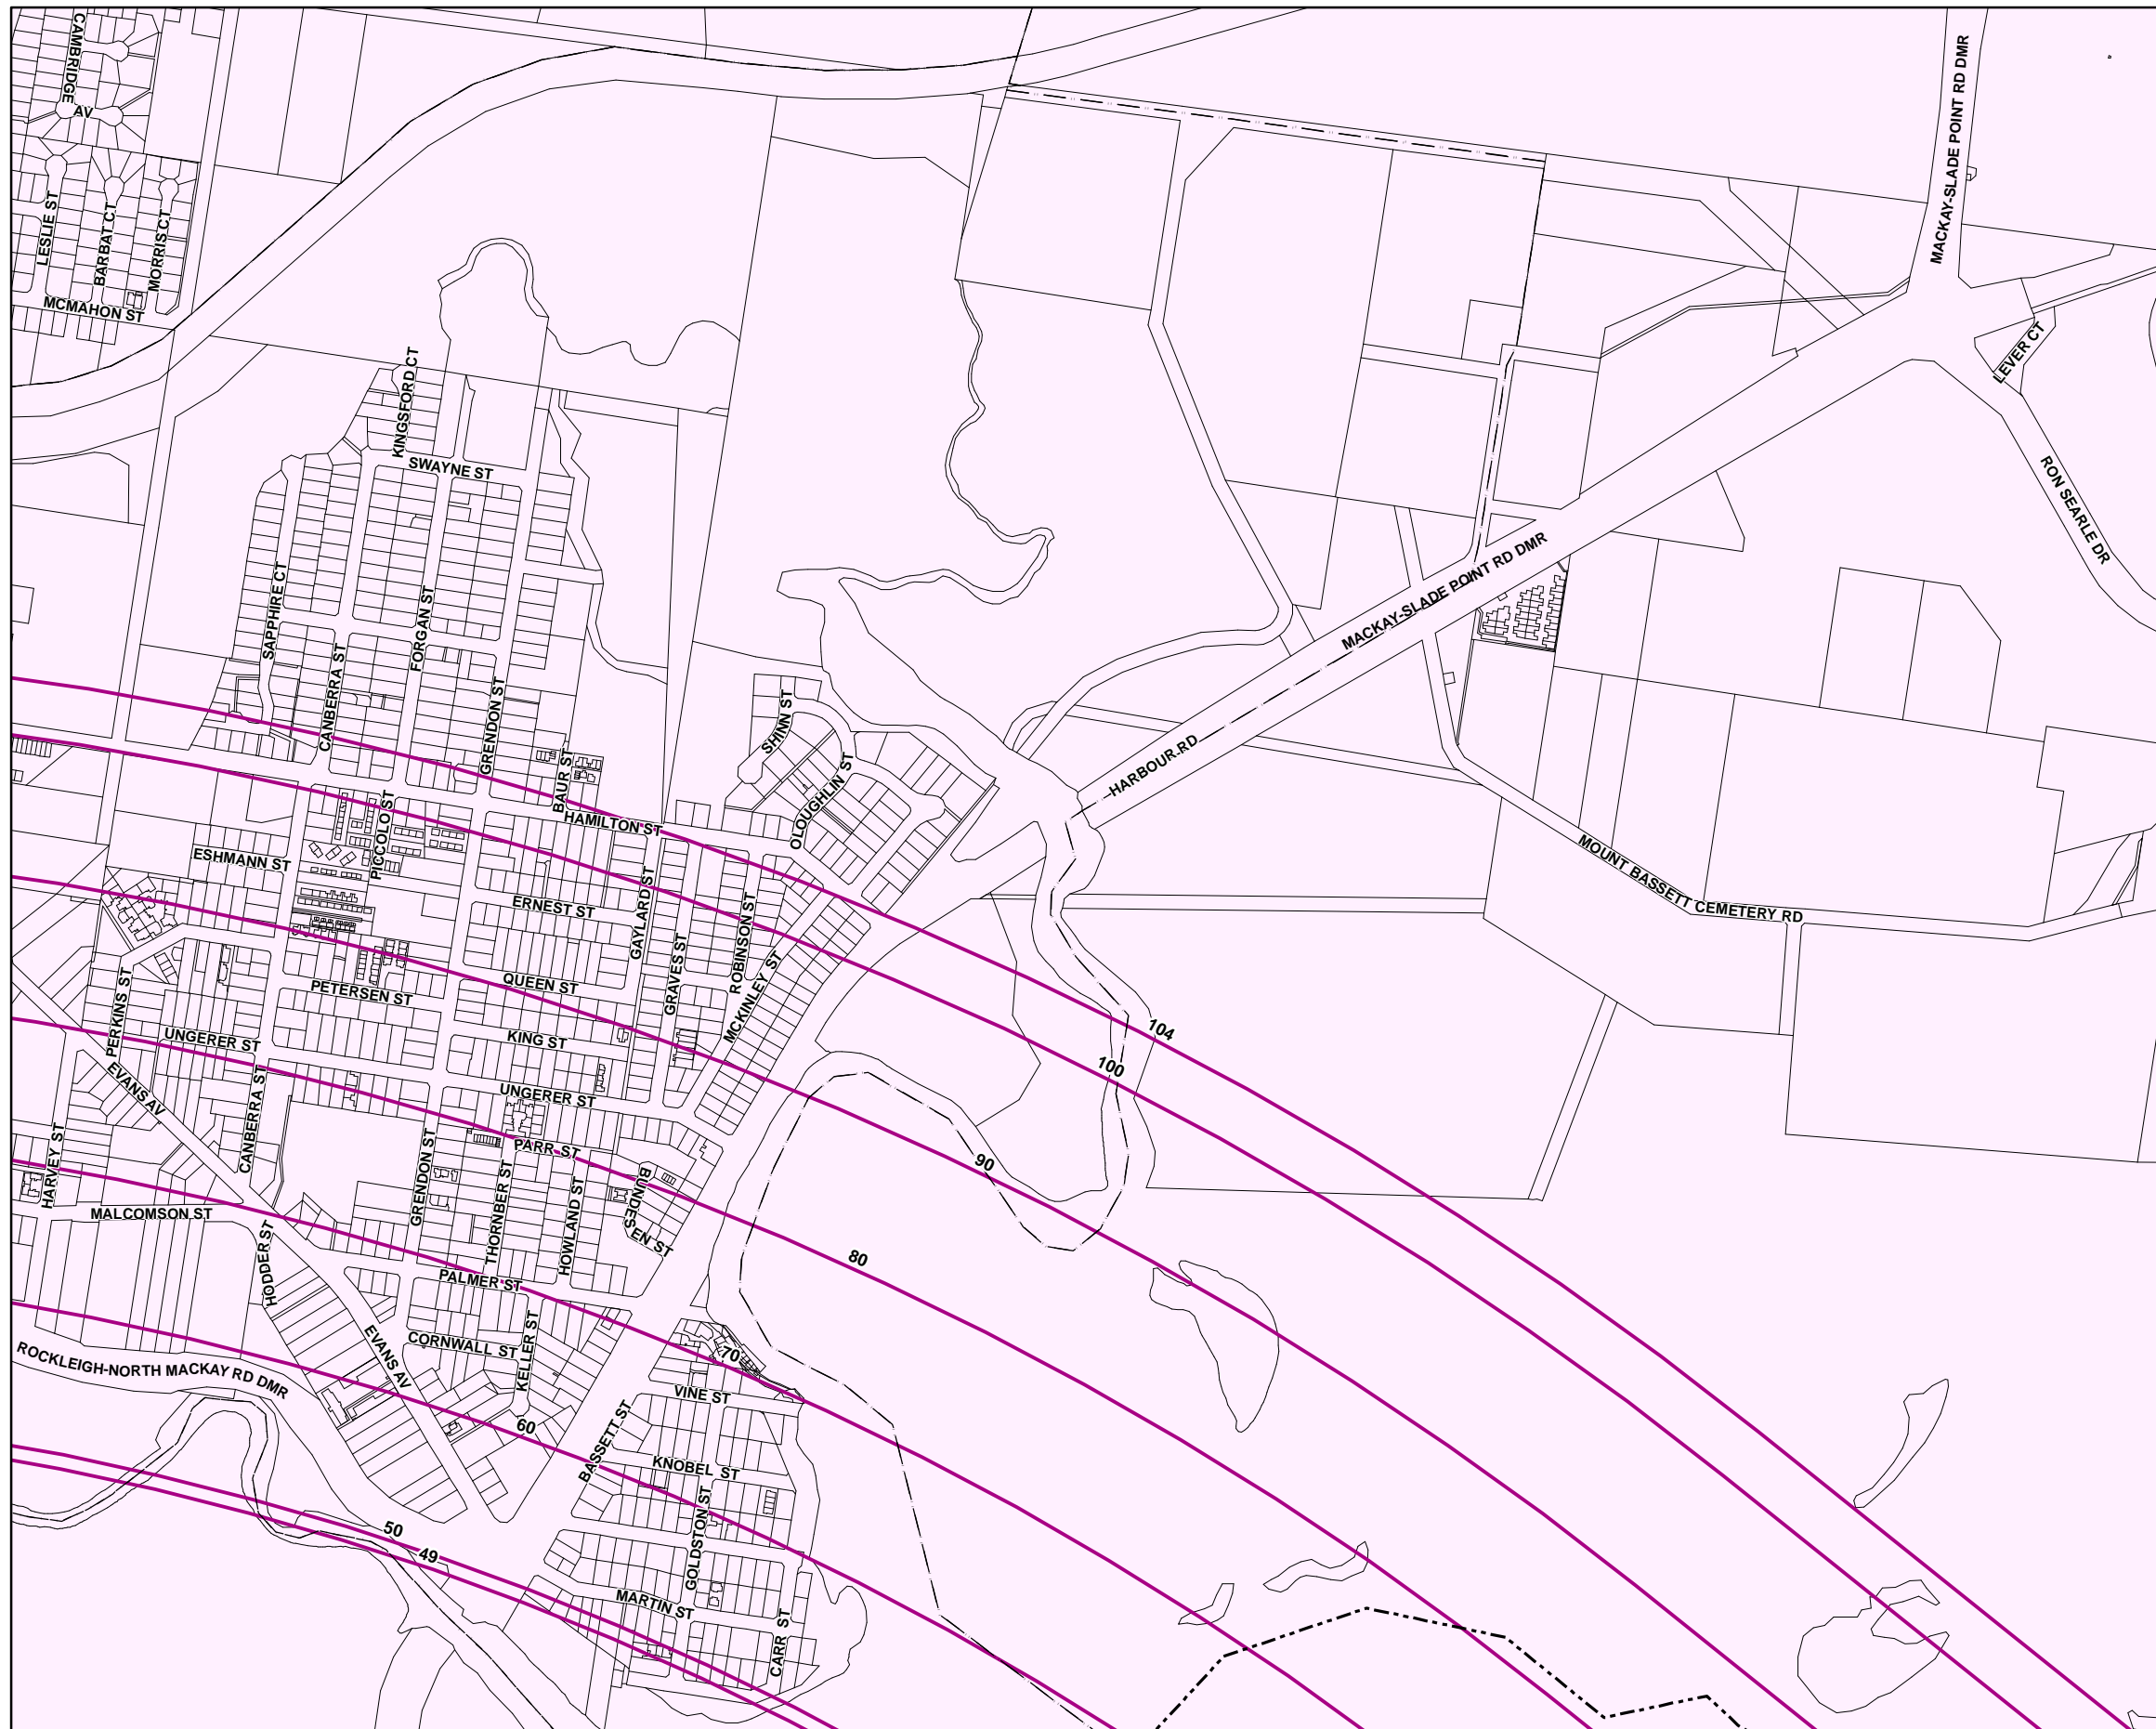 CAMBRIDGE
AV
MACKAY-SLADE POINT RD DMR
LESLIE ST
BARBAT CT
MORRIS CT
MCMAHON ST
LEVER CT
KINGSFORD CT
SWAYNE ST
RON SEARLE DR
MACKAY-SLADE POINT RD DMR
SAPPHIRE CT
FORGAN ST
CANBERRA ST
GRENDON ST
SHINN ST
HARBOUR RD
BAUR ST
OLOUGHLIN ST
PICCOLO ST
HAMILTON ST
ESHMANN ST
MOUNT BASSETT CEMETERY RD
ERNEST ST
GAYLARD ST
ROBINSON ST
GRAVES ST
MCKINLEY ST
QUEEN ST
PETERSEN ST
PERKINS ST
UNGERER ST
KING ST
104
100
EVANS AV
UNGERER ST
CANBERRA ST
PARR ST
90
HARVEY ST
GRENDON ST
THORNBER ST
HOWLAND ST
BUNDESEN ST
MALCOMSON ST
HODDER ST
80
PALMER ST
CORNWALL ST
KELLER ST
EVANS AV
70
ROCKLEIGH-NORTH MACKAY RD DMR
VINE ST
BASSETT ST
60
KNOBEL ST
GOLDSTON ST
50
49
MARTIN ST
CARR ST